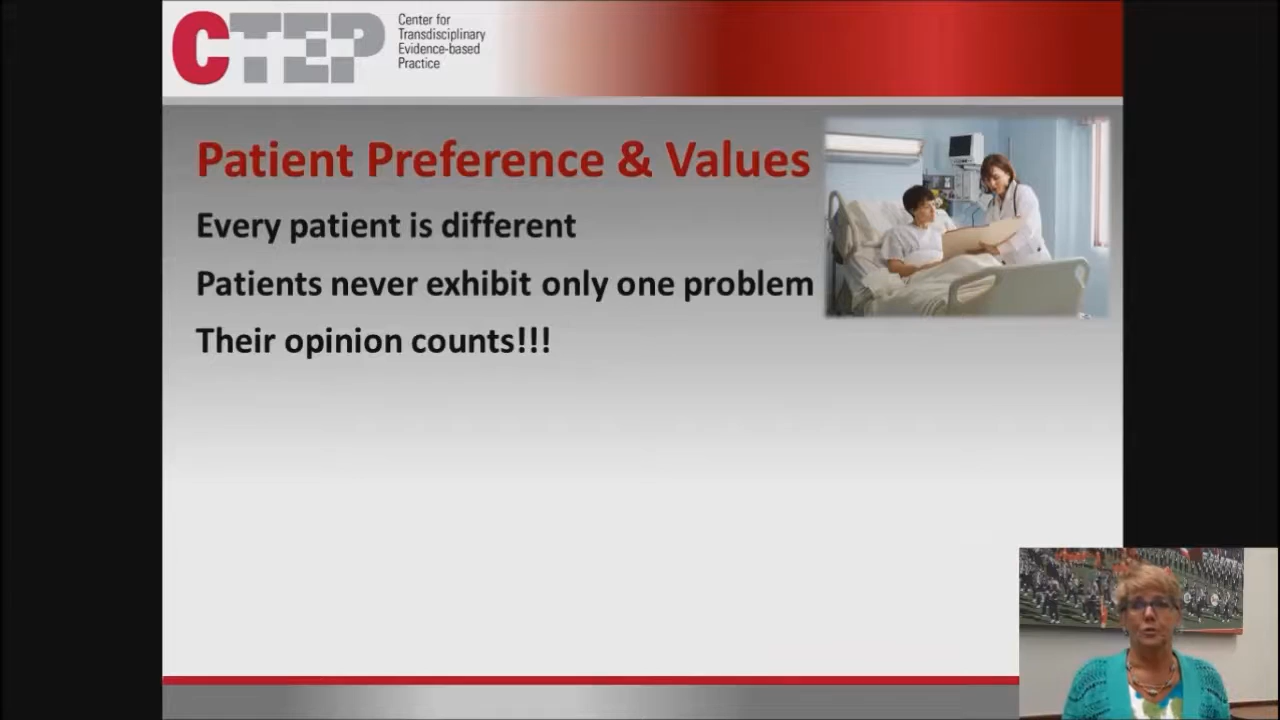 CTEP
Center for
Transdisciplinary
Evidence-based
Practice
Patient Preference & Values
Every patient is different
Patients never exhibit only one problem
Their opinion counts!!!